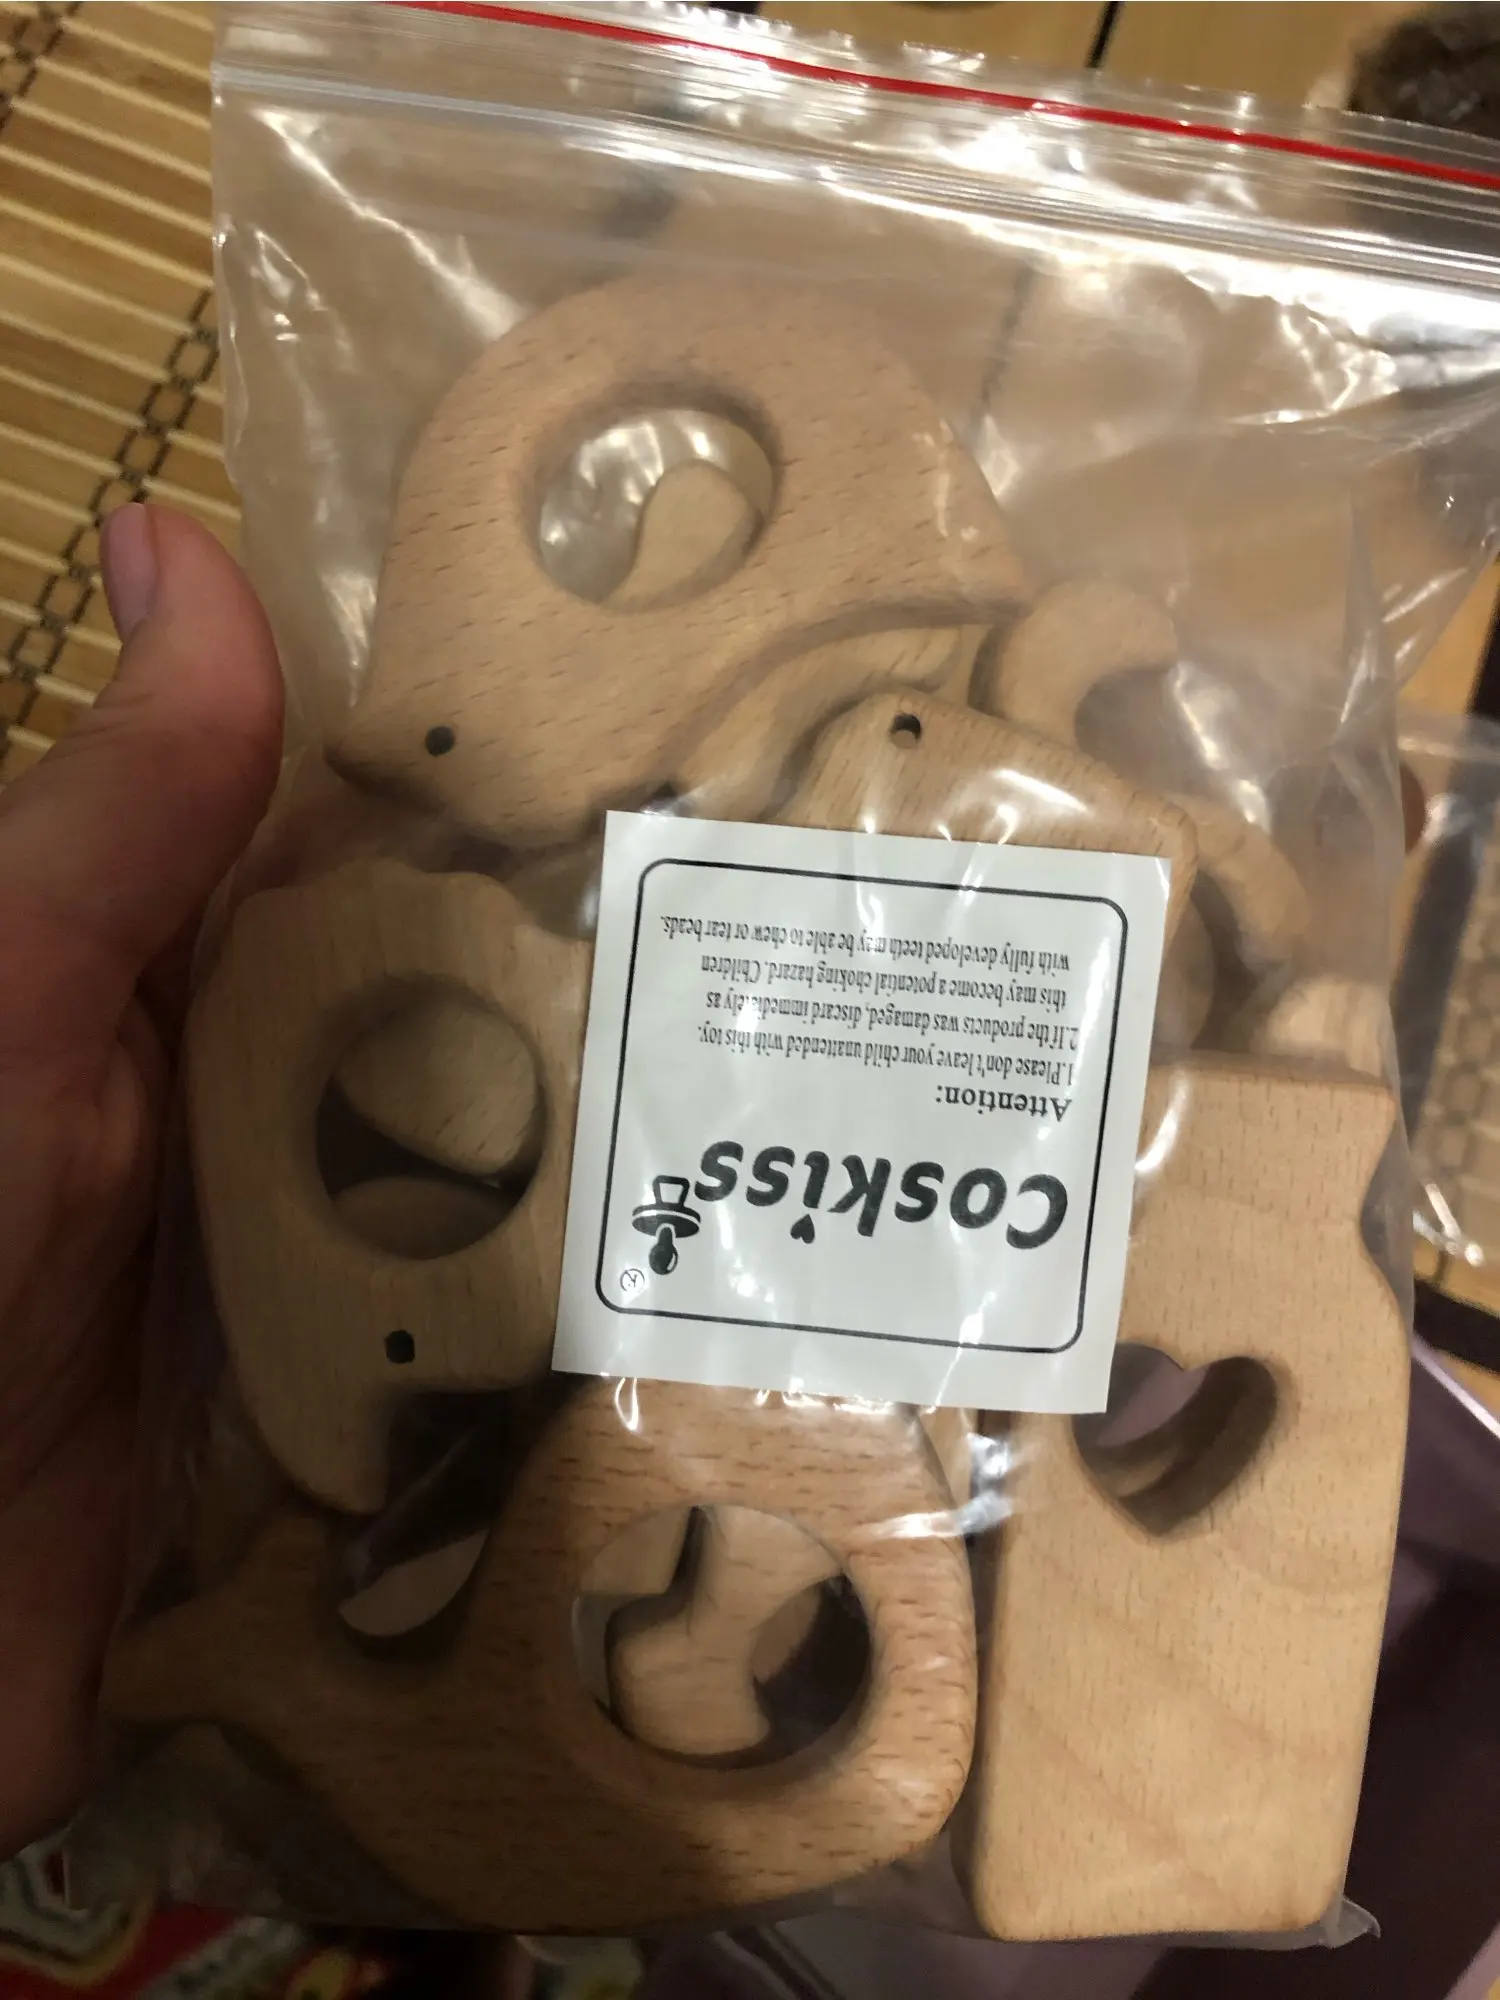 Coskiss ®
Attention:
1.Please don't leave your child unattended with this toy.
2.If the products was damaged, discard immediately as
this may become a potential choking hazard. Children
with fully developed teeth may be able to chew or tear beads.